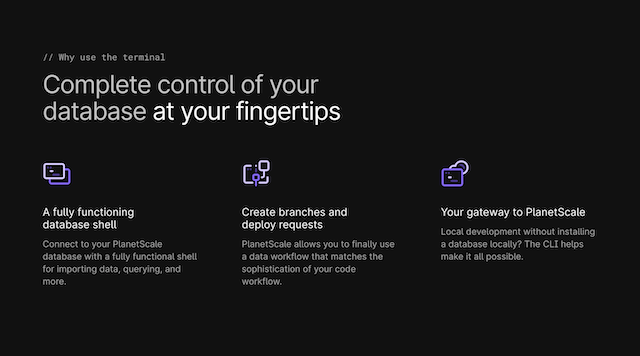 // Why use the terminal
Complete control of your
database at your fingertips
A fully functioning
database shell
Connect to your PlanetScale
database with a fully functional shell
for importing data, querying, and
more.
Create branches and
deploy requests
PlanetScale allows you to finally use
a data workflow that matches the
sophistication of your code
workflow.
Your gateway to PlanetScale
Local development without installing
a database locally? The CLI helps
make it all possible.